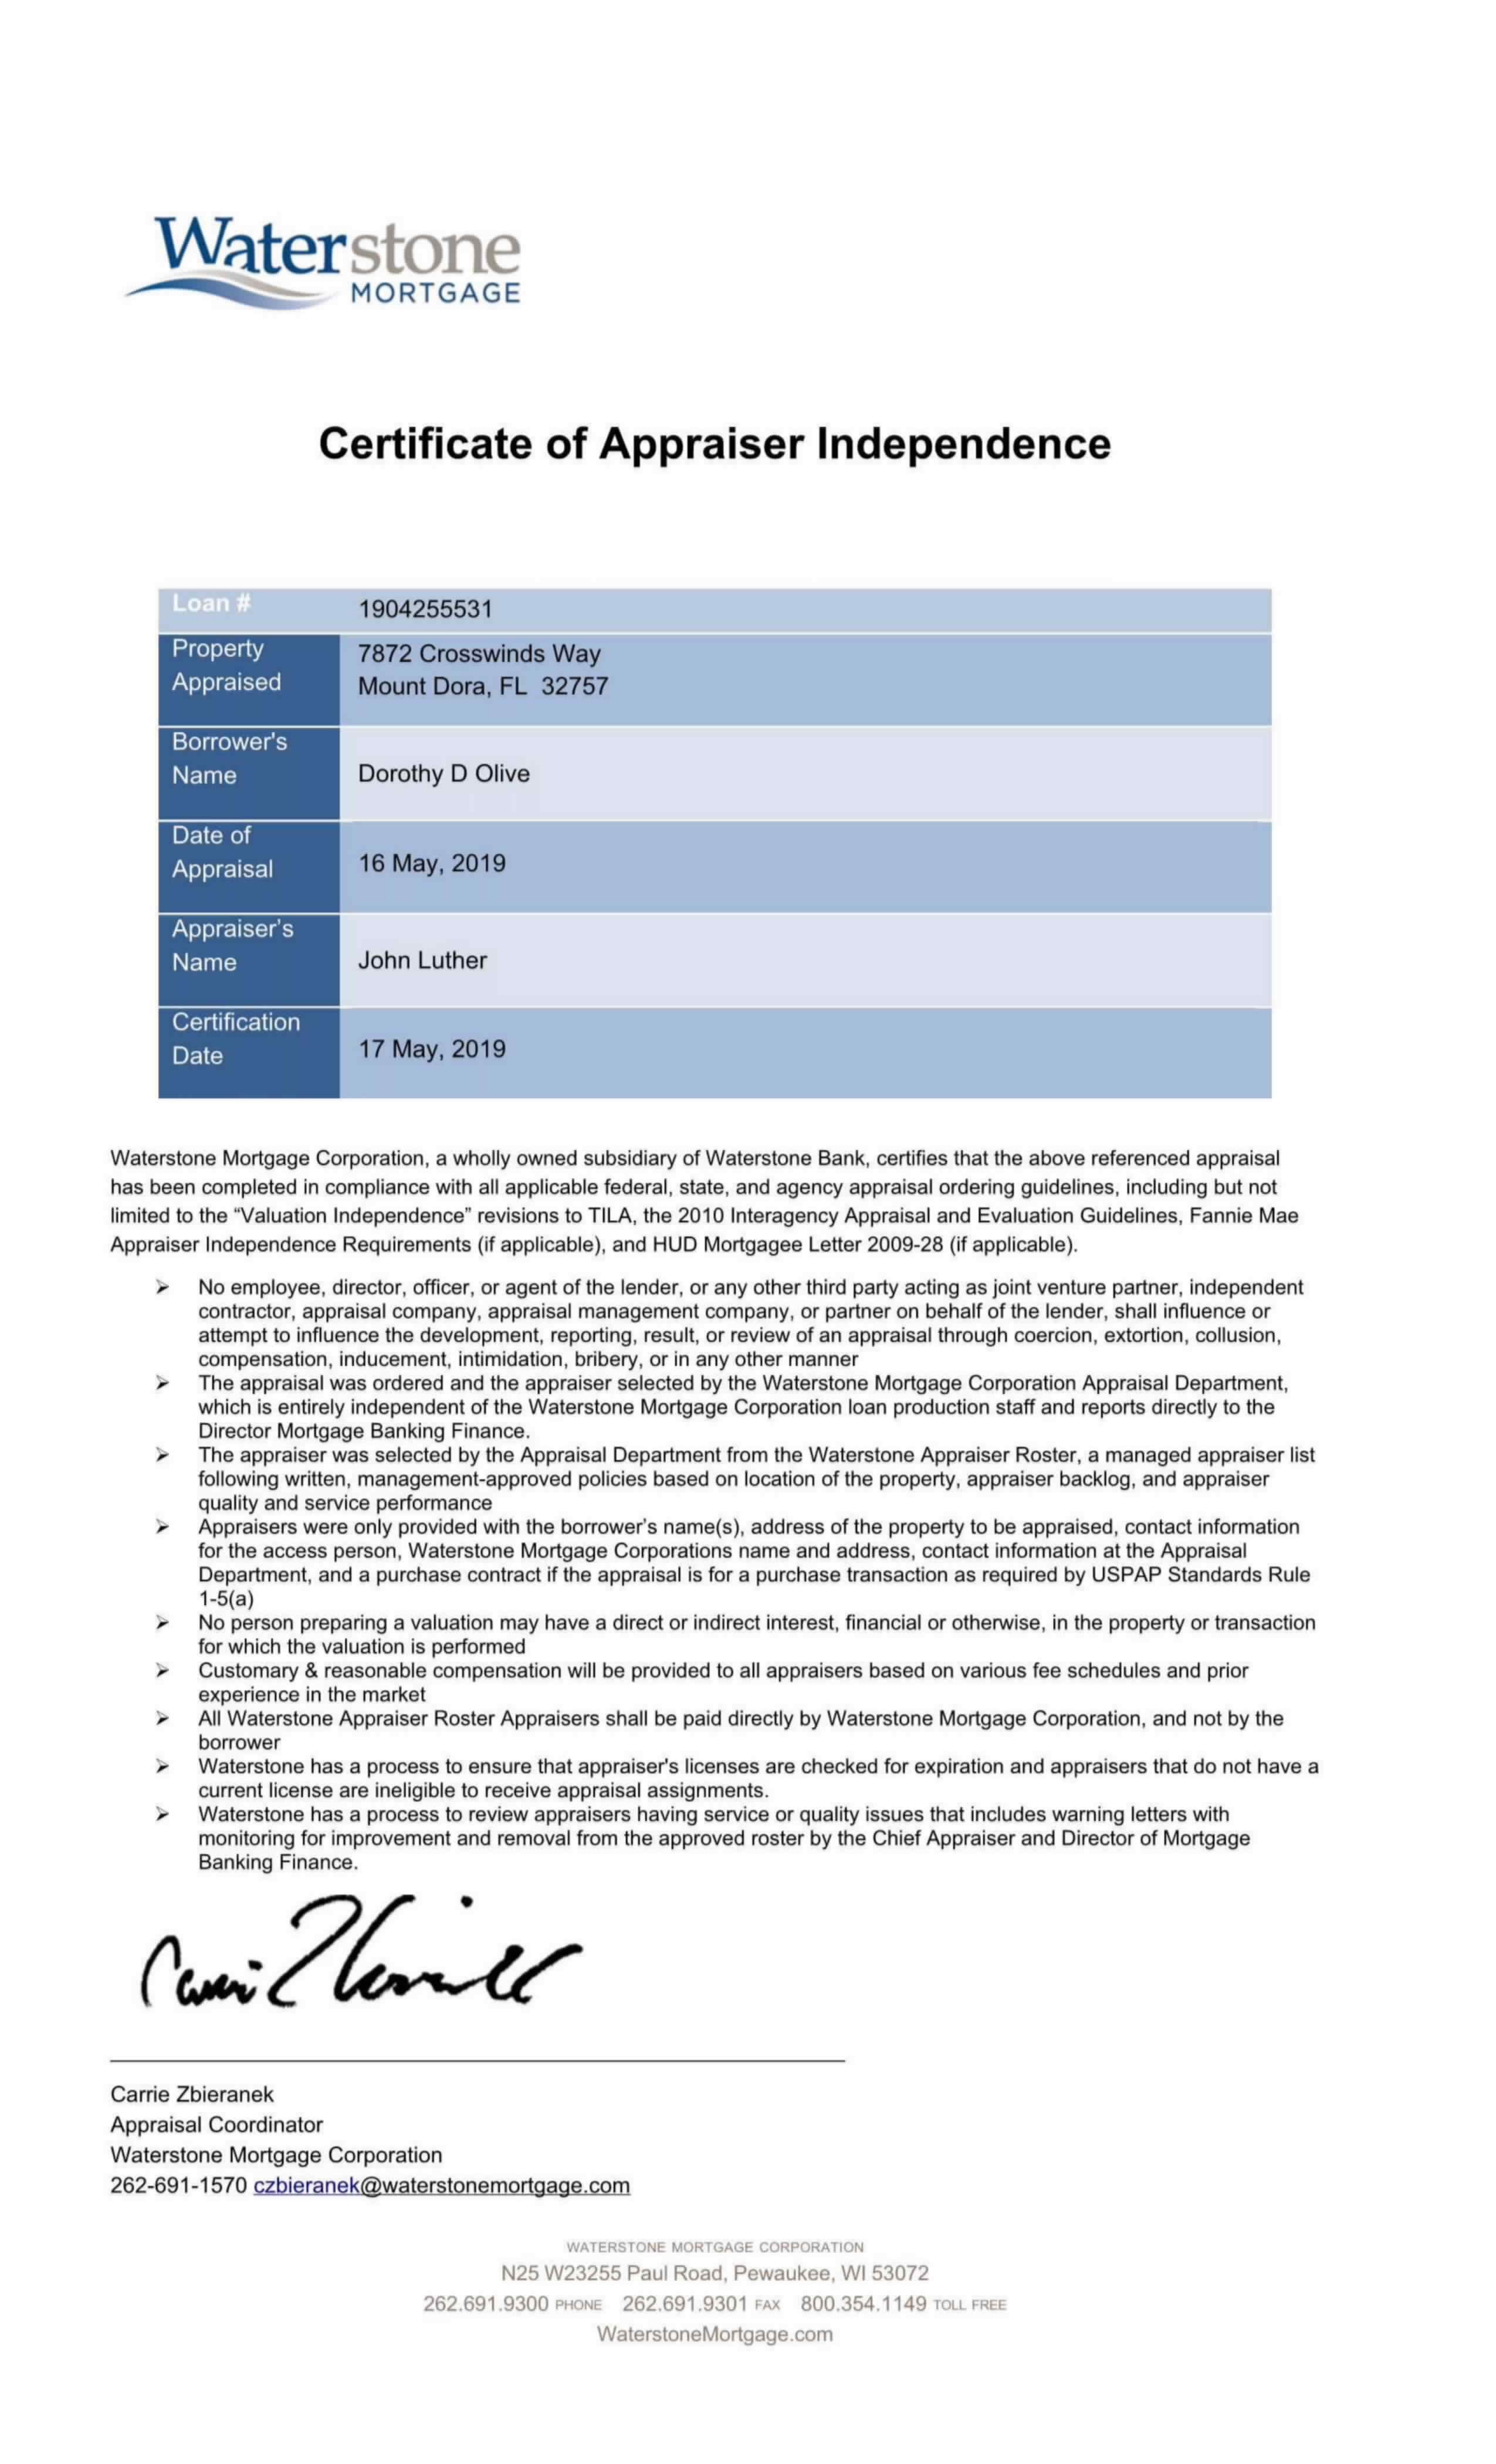 Waterstone
MORTGAGE
Certificate of Appraiser Independence
Loan # 1904255531
Property
Appraised
7872 Crosswinds Way
Mount Dora, FL 32757
Borrower's
Name
Dorothy D Olive
Date of
Appraisal
16 May, 2019
Appraiser's
Name
John Luther
Certification
Date
17 May, 2019
Waterstone Mortgage Corporation, a wholly owned subsidiary of Waterstone Bank, certifies that the above referenced appraisal
has been completed in compliance with all applicable federal, state, and agency appraisal ordering guidelines, including but not
limited to the “Valuation Independence” revisions to TILA, the 2010 Interagency Appraisal and Evaluation Guidelines, Fannie Mae
Appraiser Independence Requirements (if applicable), and HUD Mortgagee Letter 2009-28 (if applicable).
➢ No employee, director, officer, or agent of the lender, or any other third party acting as joint venture partner, independent
contractor, appraisal company, appraisal management company, or partner on behalf of the lender, shall influence or
attempt to influence the development, reporting, result, or review of an appraisal through coercion, extortion, collusion,
compensation, inducement, intimidation, bribery, or in any other manner
➢ The appraisal was ordered and the appraiser selected by the Waterstone Mortgage Corporation Appraisal Department,
which is entirely independent of the Waterstone Mortgage Corporation loan production staff and reports directly to the
Director Mortgage Banking Finance.
➢ The appraiser was selected by the Appraisal Department from the Waterstone Appraiser Roster, a managed appraiser list
following written, management-approved policies based on location of the property, appraiser backlog, and appraiser
quality and service performance
➢ Appraisers were only provided with the borrower’s name(s), address of the property to be appraised, contact information
for the access person, Waterstone Mortgage Corporations name and address, contact information at the Appraisal
Department, and a purchase contract if the appraisal is for a purchase transaction as required by USPAP Standards Rule
1-5(a)
➢ No person preparing a valuation may have a direct or indirect interest, financial or otherwise, in the property or transaction
for which the valuation is performed
➢ Customary & reasonable compensation will be provided to all appraisers based on various fee schedules and prior
experience in the market
➢ All Waterstone Appraiser Roster Appraisers shall be paid directly by Waterstone Mortgage Corporation, and not by the
borrower
➢ Waterstone has a process to ensure that appraiser's licenses are checked for expiration and appraisers that do not have a
current license are ineligible to receive appraisal assignments.
➢ Waterstone has a process to review appraisers having service or quality issues that includes warning letters with
monitoring for improvement and removal from the approved roster by the Chief Appraiser and Director of Mortgage
Banking Finance.
Carrie Zbieranek
Appraisal Coordinator
Waterstone Mortgage Corporation
262-691-1570 czbieranek@waterstonemortgage.com
WATERSTONE MORTGAGE CORPORATION
N25 W23255 Paul Road, Pewaukee, WI 53072
262.691.9300 PHONE 262.691.9301 FAX 800.354.1149 TOLL FREE
WaterstoneMortgage.com